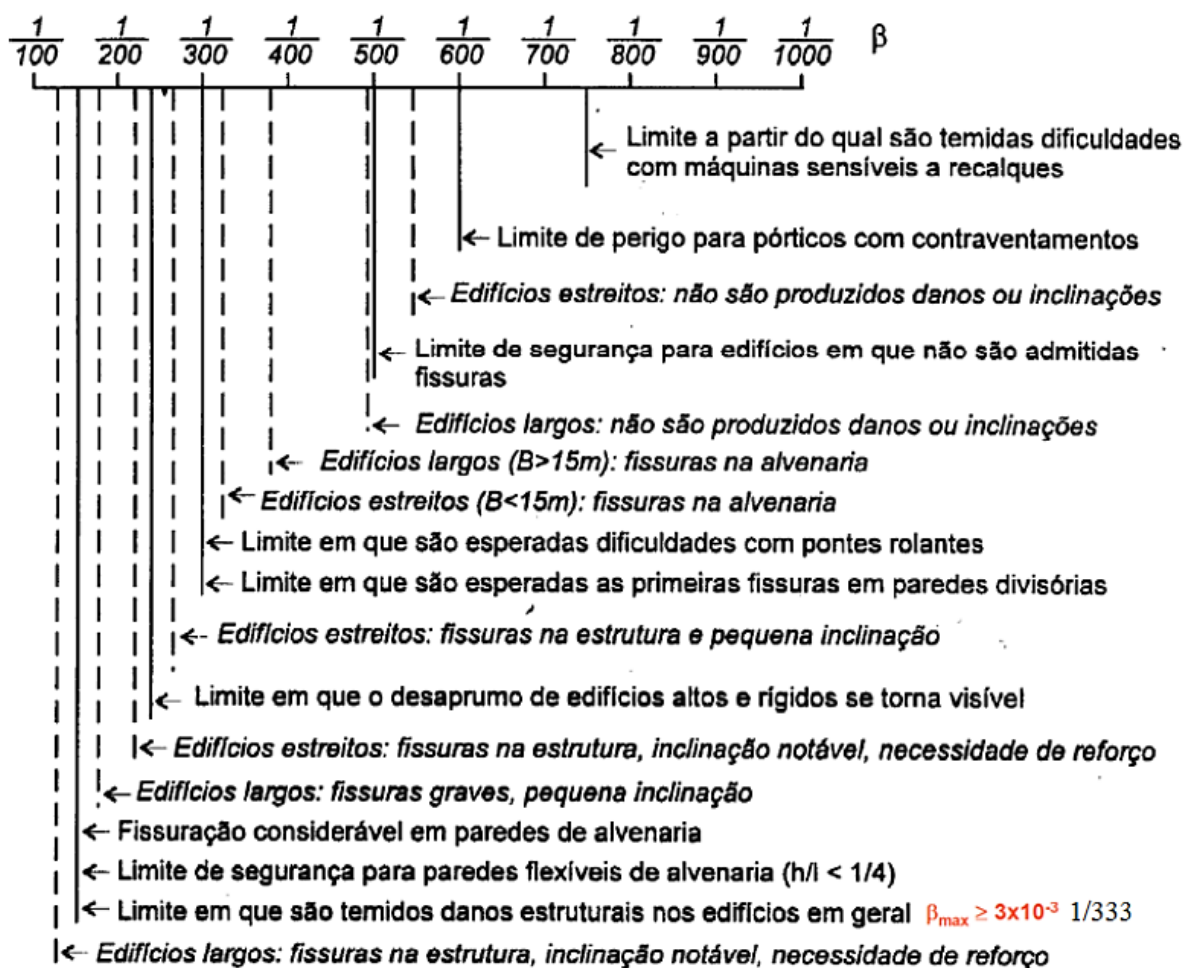 1/100 1/200 1/300 1/400 1/500 1/600 1/700 1/800 1/900 1/1000 β
Limite a partir do qual são temidas dificuldades
com máquinas sensíveis a recalques
Limite de perigo para pórticos com contraventamentos
Edifícios estreitos: não são produzidos danos ou inclinações
Limite de segurança para edifícios em que não são admitidas
fissuras
Edifícios largos: não são produzidos danos ou inclinações
Edifícios largos (B>15m): fissuras na alvenaria
Edifícios estreitos (B<15m): fissuras na alvenaria
Limite em que são esperadas dificuldades com pontes rolantes
Limite em que são esperadas as primeiras fissuras em paredes divisórias
Edifícios estreitos: fissuras na estrutura e pequena inclinação
Limite em que o desaprumo de edifícios altos e rígidos se torna visível
Edifícios estreitos: fissuras na estrutura, inclinação notável, necessidade de reforço
Edifícios largos: fissuras graves, pequena inclinação
Fissuração considerável em paredes de alvenaria
Limite de segurança para paredes flexíveis de alvenaria (h/l < 1/4)
Limite em que são temidos danos estruturais nos edifícios em geral βmax ≥ 3x10⁻³ 1/333
Edifícios largos: fissuras na estrutura, inclinação notável, necessidade de reforço